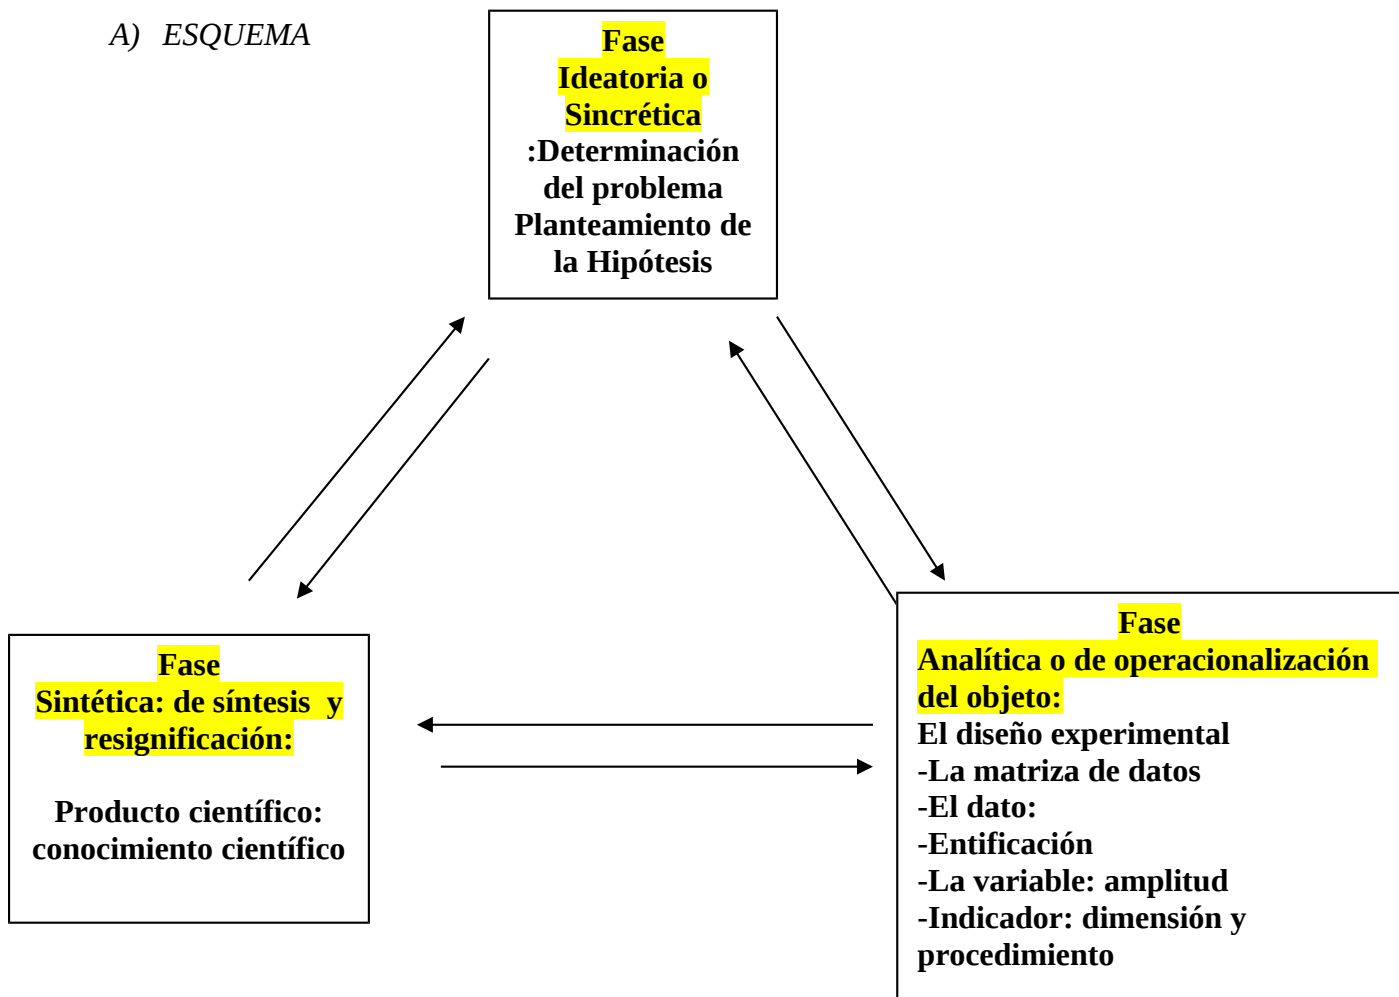 A) ESQUEMA
Fase
Ideatoria o
Sincrética
:Determinación
del problema
Planteamiento de
la Hipótesis
Fase
Sintética: de síntesis y
resignificación:
Producto científico:
conocimiento científico
Fase
Analítica o de operacionalización
del objeto:
El diseño experimental
-La matriza de datos
-El dato:
-Entificación
-La variable: amplitud
-Indicador: dimensión y
procedimiento